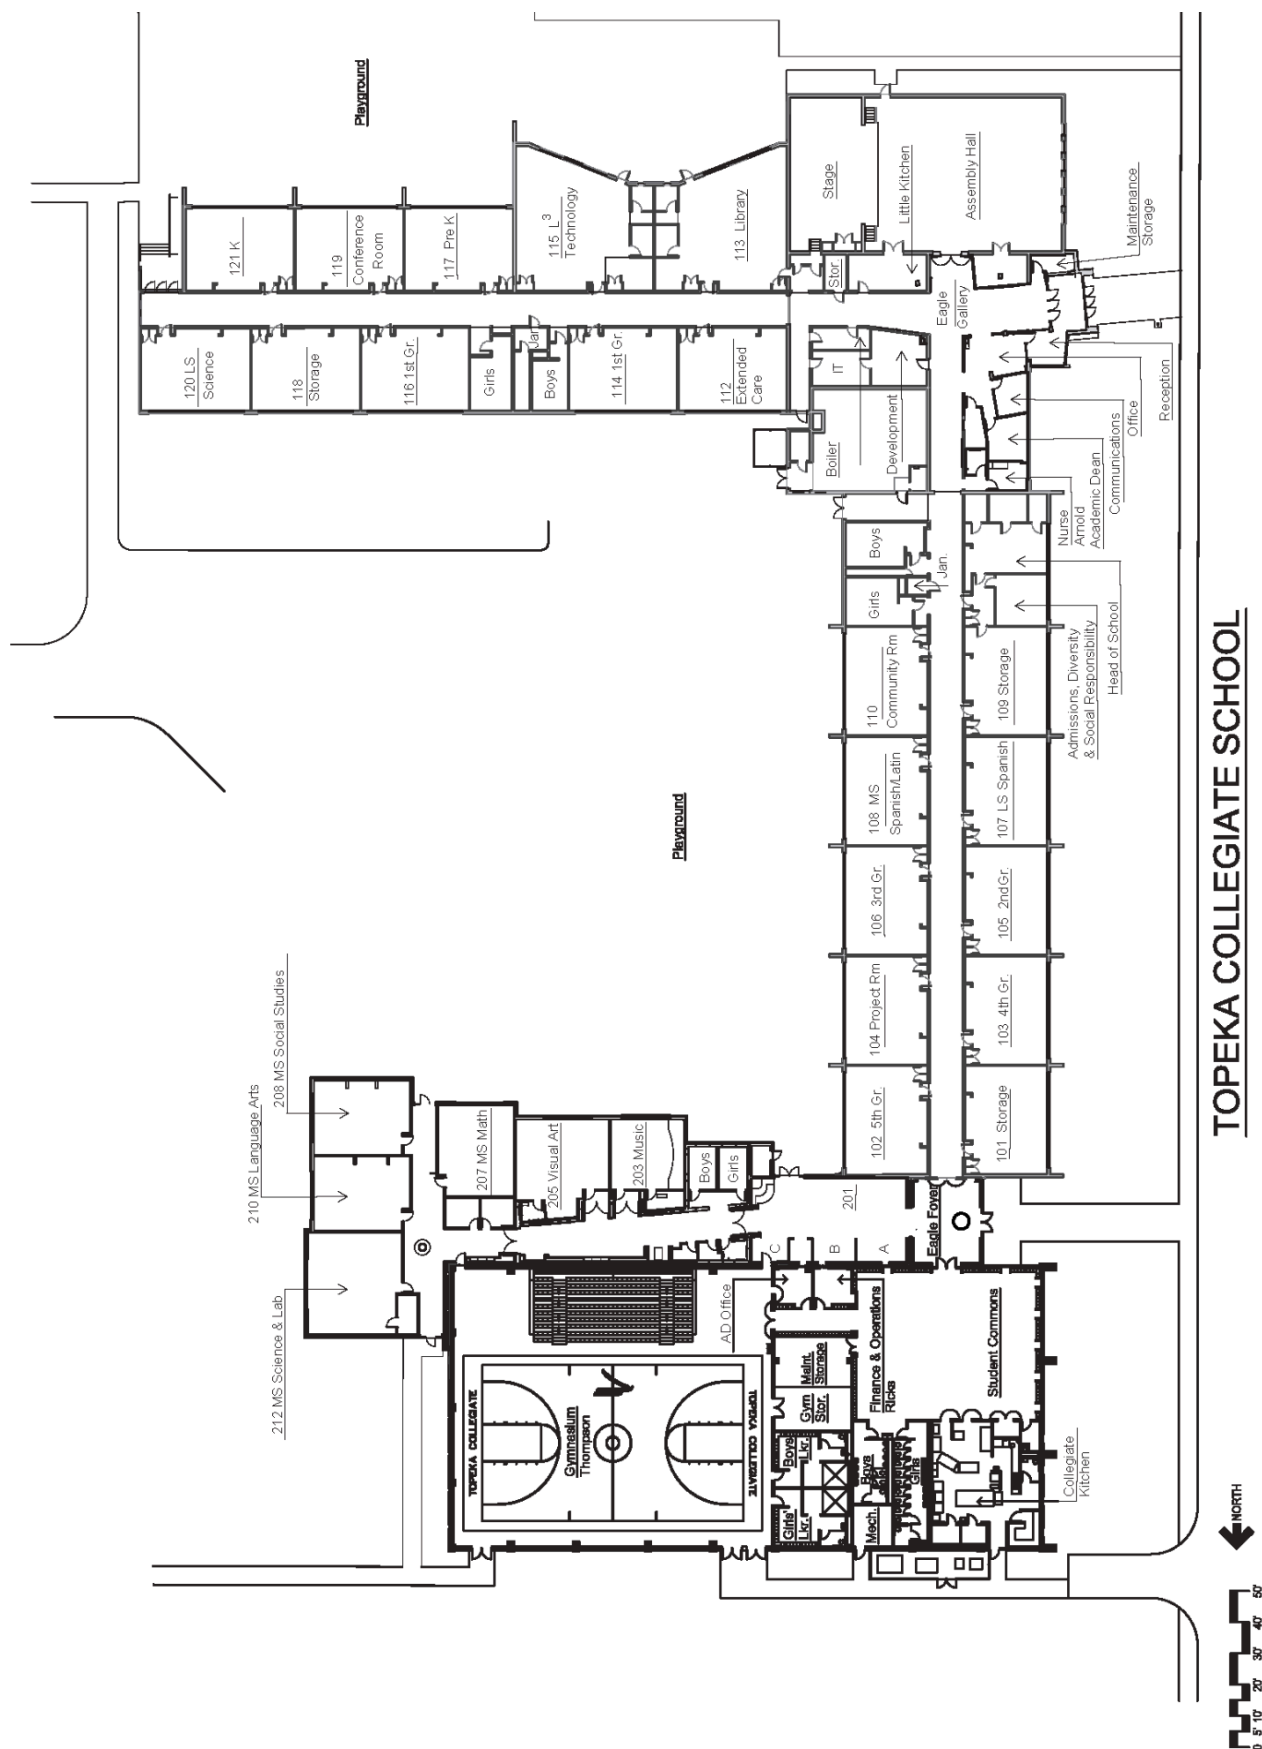 Playground
121 K
119
Conference
Room
117 Pre K
115 L3
Technology
113 Library
Stage
Little Kitchen
Assembly Hall
Maintenance
Storage
120 LS
Science
118
Storage
116 1st Gr.
Girls
Jan.
Boys
114 1st Gr.
112
Extended
Care
Stor.
IT
Eagle
Gallery
Boiler
Development
Reception
Office
Communications
Academic Dean
Arnold
Nurse
Boys
Girls
Jan.
Head of School
Admissions, Diversity
& Social Responsibility
110
Community Rm
109 Storage
108 MS
Spanish/Latin
107 LS Spanish
106 3rd Gr.
105 2ndGr.
104 Project Rm
103 4th Gr.
102 5th Gr.
101 Storage
Playground
208 MS Social Studies
210 MS Language Arts
212 MS Science & Lab
207 MS Math
205 Visual Art
203 Music
Boys
Girls
201
C
B
A
Eagle Foyer
AD Office
Finance & Operations
Ricks
Student Commons
Maint.
Storage
Gym
Stor.
TOPEKA COLLEGIATE
Gymnasium
Thompson
TOPEKA COLLEGIATE
Boys
Lkr.
Girls'
Lkr.
Boys
Girls
Mech.
Collegiate
Kitchen
TOPEKA COLLEGIATE SCHOOL
NORTH
0 5' 10' 20' 30' 40' 50'